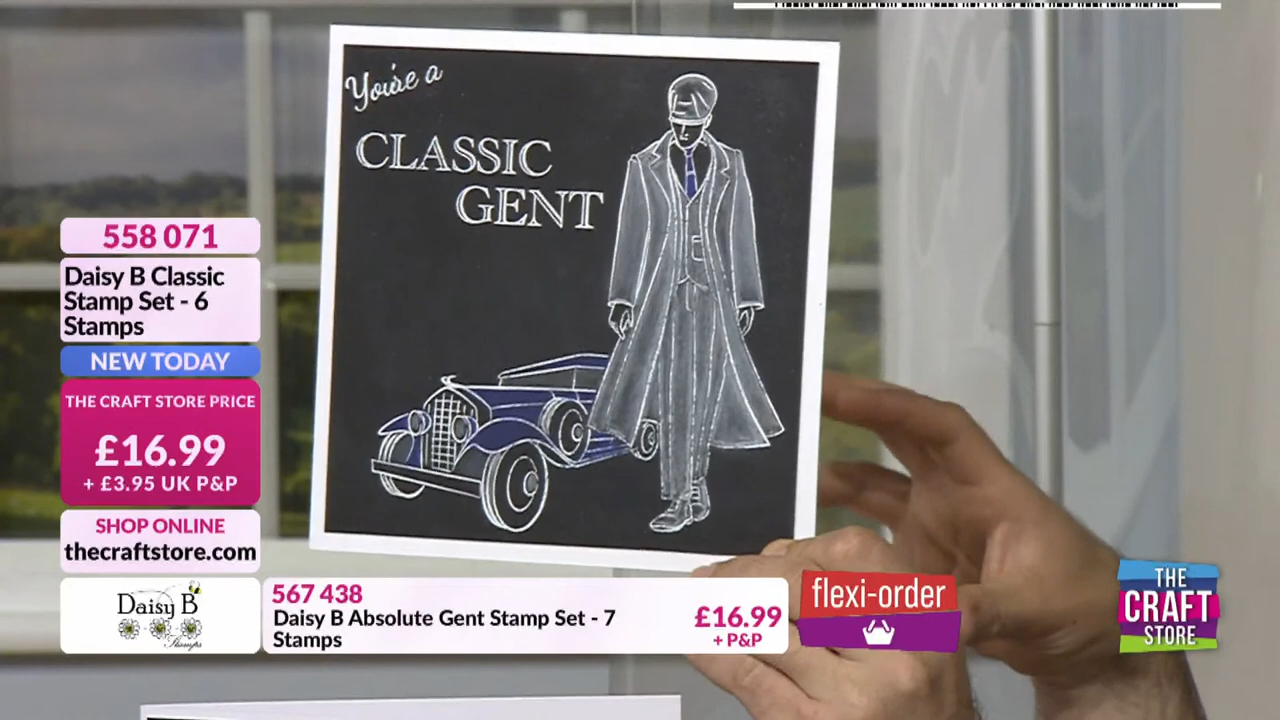 You're a
CLASSIC
GENT
558 071
Daisy B Classic
Stamp Set - 6
Stamps
NEW TODAY
THE CRAFT STORE PRICE
£16.99
+ £3.95 UK P&P
SHOP ONLINE
thecraftstore.com
Daisy B
Stamps
567 438
Daisy B Absolute Gent Stamp Set - 7
Stamps
£16.99
+ P&P
flexi-order
THE
CRAFT
STORE